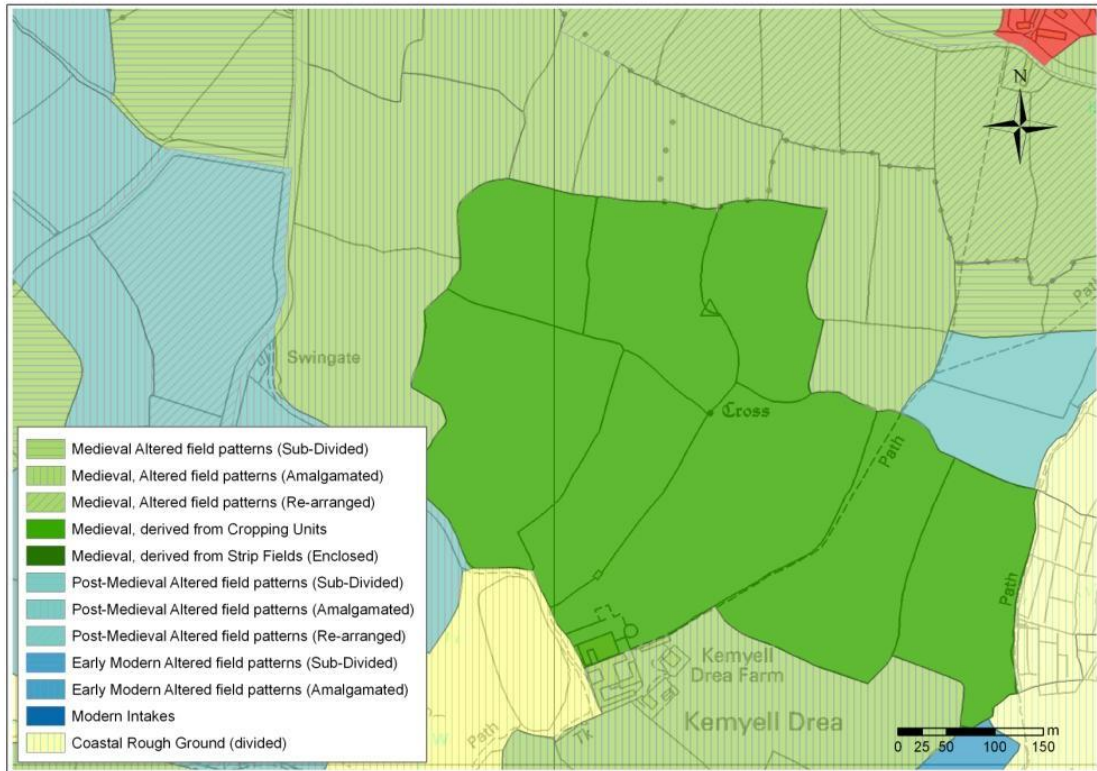 N
Swingate
Cross
Path
Path
Path
Kemyell
Drea Farm
Kemyell Drea
Path
Tk
W
m
0 25 50 100 150
Medieval Altered field patterns (Sub-Divided)
Medieval, Altered field patterns (Amalgamated)
Medieval, Altered field patterns (Re-arranged)
Medieval, derived from Cropping Units
Medieval, derived from Strip Fields (Enclosed)
Post-Medieval Altered field patterns (Sub-Divided)
Post-Medieval Altered field patterns (Amalgamated)
Post-Medieval Altered field patterns (Re-arranged)
Early Modern Altered field patterns (Sub-Divided)
Early Modern Altered field patterns (Amalgamated)
Modern Intakes
Coastal Rough Ground (divided)